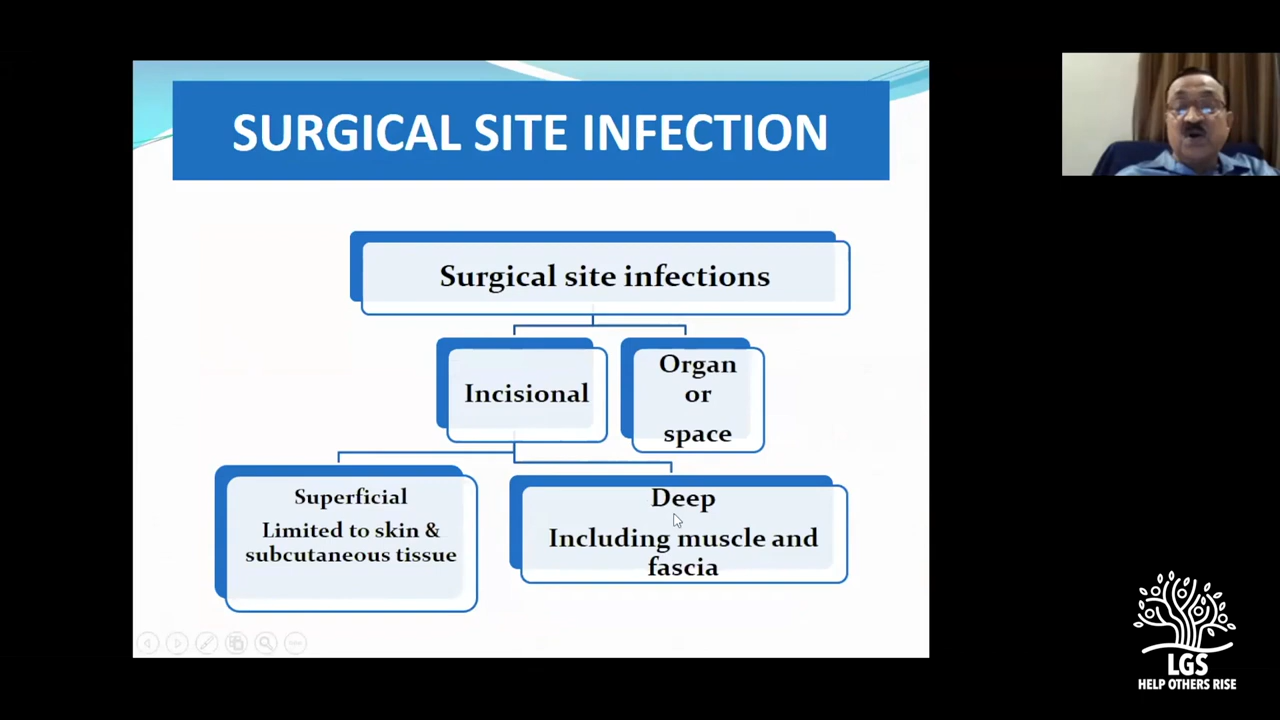 SURGICAL SITE INFECTION
Surgical site infections
Incisional
Organ
or
space
Superficial
Limited to skin &
subcutaneous tissue
Deep
Including muscle and
fascia
LGS
HELP OTHERS RISE